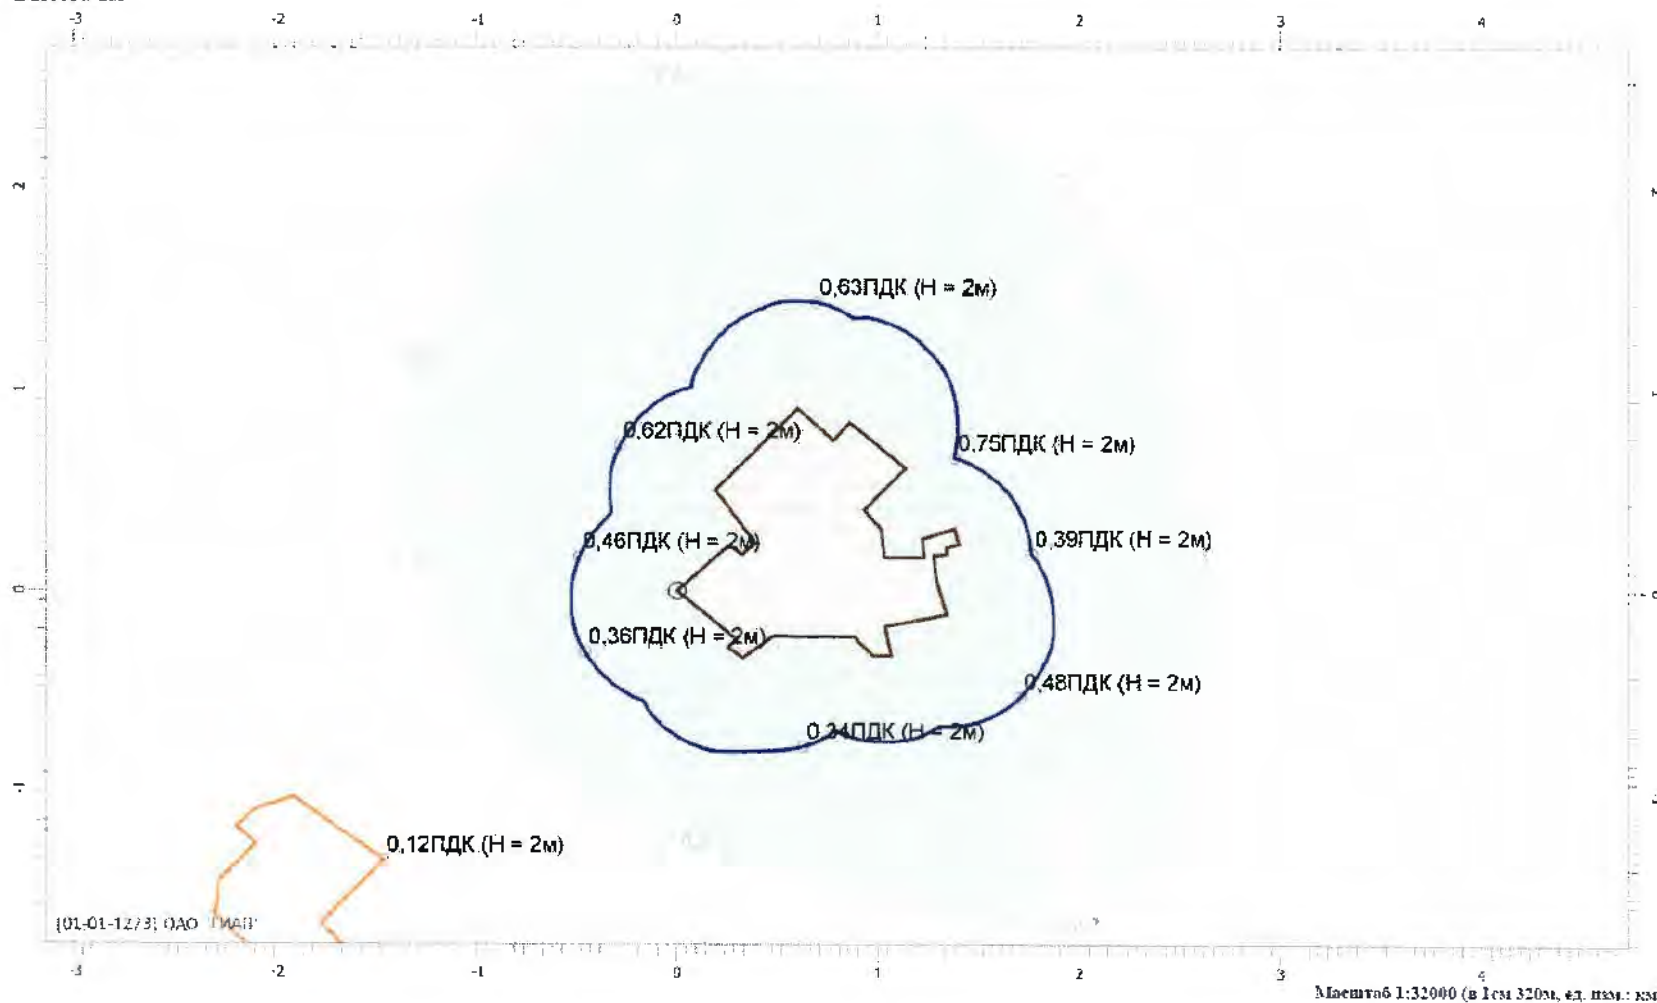 -3 -2 -1 0 1 2 3 4
2
0,63ПДК (Н = 2м)
1
0,62ПДК (Н = 2м)
0,75ПДК (Н = 2м)
0,46ПДК (Н = 2м)
0,39ПДК (Н = 2м)
0
0,36ПДК (Н = 2м)
0,48ПДК (Н = 2м)
0,34ПДК (Н = 2м)
-1
0,12ПДК (Н = 2м)
[01-01-1273] ОАО "ГИАП"
-3 -2 -1 0 1 2 3 4
Масштаб 1:32000 (в 1см 320м, ед. изм.: км